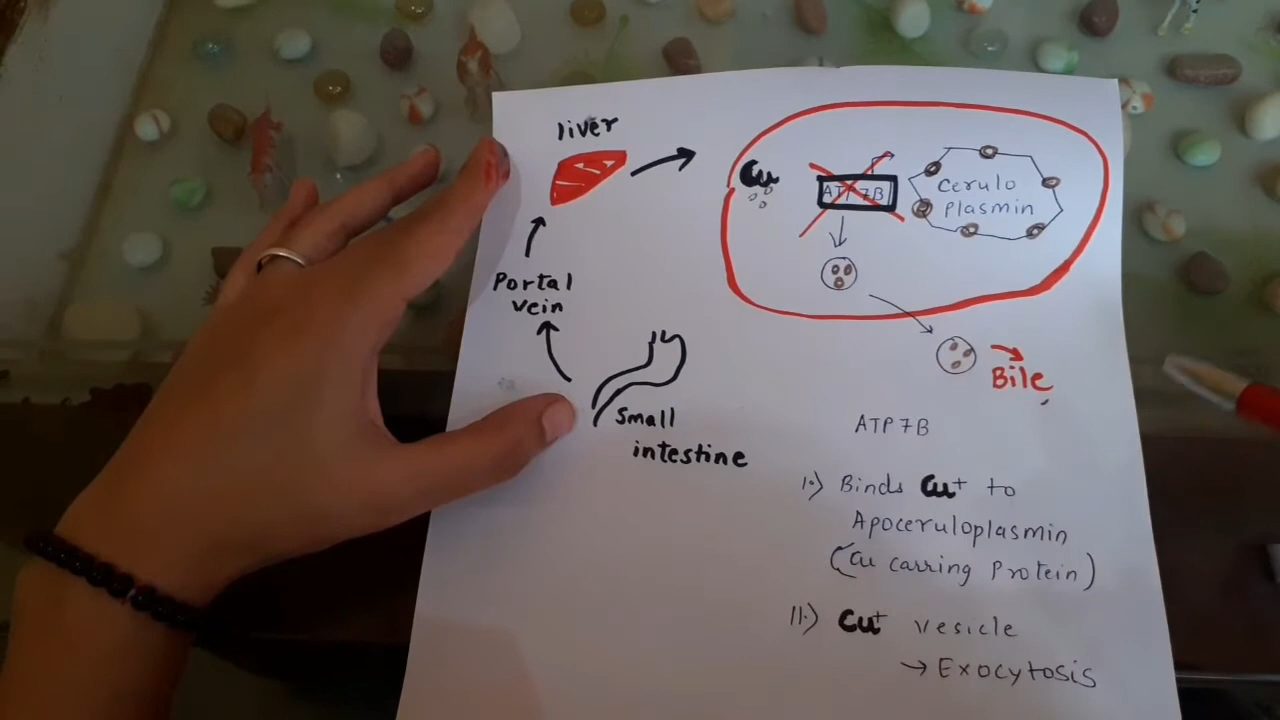 liver
Portal
vein
Small
intestine
Cu
ATP7B
Cerulo
plasmin
Bile
ATP7B
I.) Binds Cu+ to
Apoceruloplasmin
(Cu carring Protein)
II.) Cu+ vesicle
→ Exocytosis